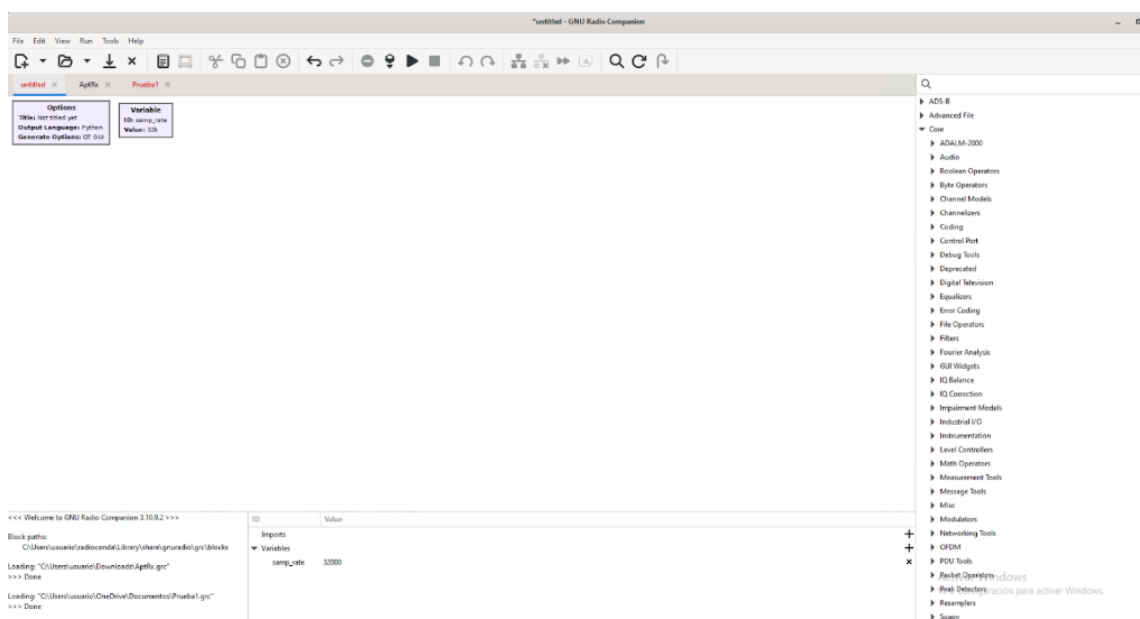 *untitled - GNU Radio Companion
File Edit View Run Tools Help
untitled AptRx Prueba1
Options
Title: Not titled yet
Output Language: Python
Generate Options: QT GUI
Variable
ID: samp_rate
Value: 32k
ADS-B
Advanced File
Core
ADALM-2000
Audio
Boolean Operators
Byte Operators
Channel Models
Channelizers
Coding
Control Port
Debug Tools
Deprecated
Digital Television
Equalizers
Error Coding
File Operators
Filters
Fourier Analysis
GUI Widgets
IQ Balance
IQ Correction
Impairment Models
Industrial I/O
Instrumentation
Level Controllers
Math Operators
Measurement Tools
Message Tools
Misc
Modulators
Networking Tools
OFDM
PDU Tools
Packet Operators
Peak Detectors
Resamplers
Soapy
<<< Welcome to GNU Radio Companion 3.10.9.2 >>>
Block paths:
C:\Users\usuario\radioconda\Library\share\gnuradio\grc\blocks
Loading: "C:\Users\usuario\Downloads\AptRx.grc"
>>> Done
Loading: "C:\Users\usuario\OneDrive\Documentos\Prueba1.grc"
>>> Done
ID Value
Imports
Variables
samp_rate 32000
Activar Windows
configuración para activar Windows.